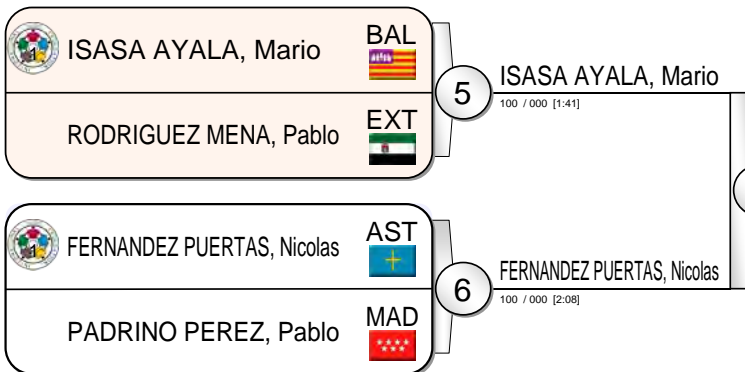 ISASA AYALA, Mario BAL
RODRIGUEZ MENA, Pablo EXT
5
ISASA AYALA, Mario
100 / 000 [1:41]
FERNANDEZ PUERTAS, Nicolas AST
PADRINO PEREZ, Pablo MAD
6
FERNANDEZ PUERTAS, Nicolas
100 / 000 [2:08]